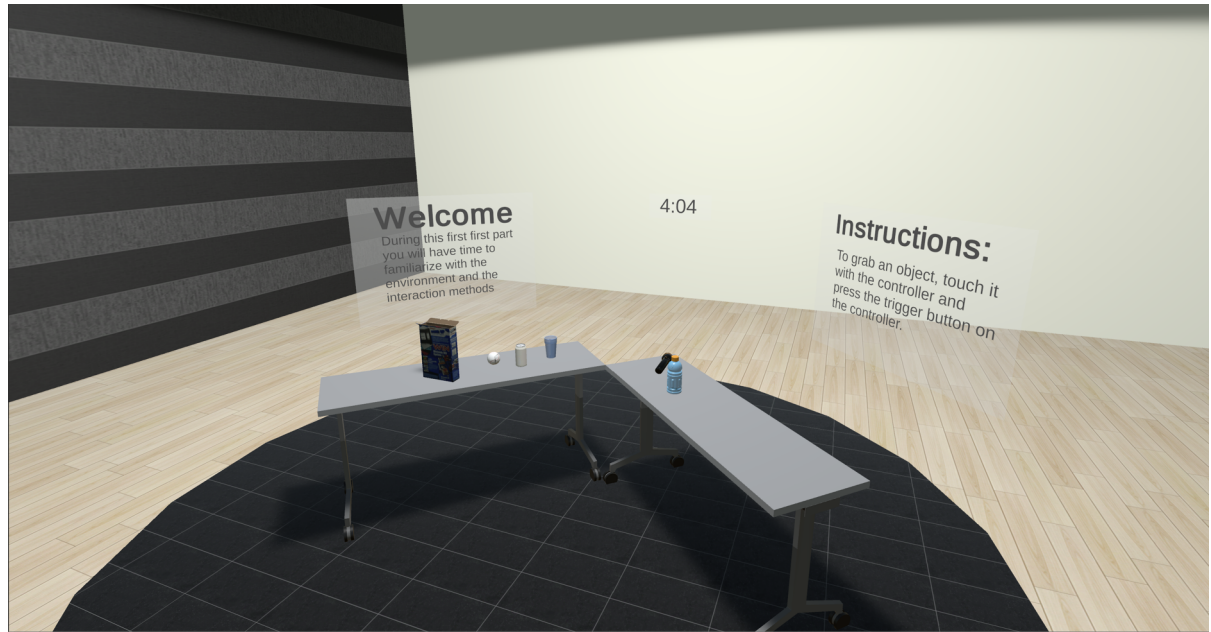 Welcome
During this first first part
you will have time to
familiarize with the
environment and the
interaction methods
4:04
Instructions:
To grab an object, touch it
with the controller and
press the trigger button on
the controller.